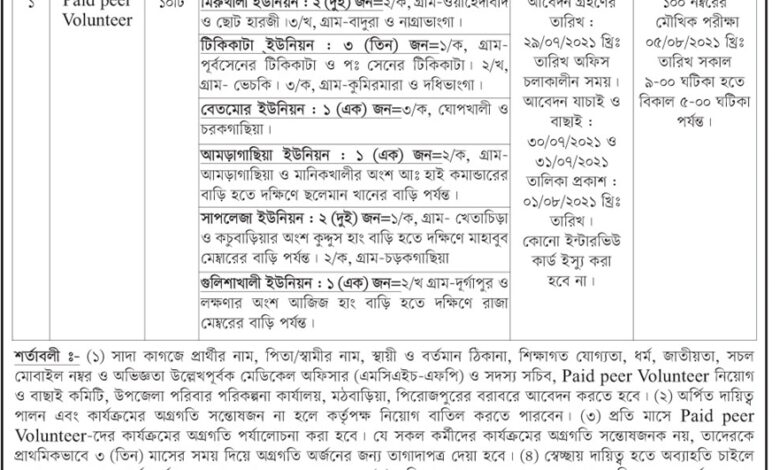 ১
Paid peer
Volunteer
১০টি
মিরুখালী ইউনিয়ন : ২ (দুই) জন=২/ক, গ্রাম-ওয়াহেদাবাদ
ও ছোট হারজী।৩/খ, গ্রাম-বাদুরা ও নাগ্রাভাংগা।
টিকিকাটা ইউনিয়ন : ৩ (তিন) জন=১/ক, গ্রাম-
পূর্বসেনের টিকিকাটা ও পঃ সেনের টিকিকাটা। ২/খ,
গ্রাম- ভেচকি। ৩/ক, গ্রাম-কুমিরমারা ও দধিভাংগা।
বেতমোর ইউনিয়ন : ১ (এক) জন=৩/ক, ঘোপখালী ও
চরকগাছিয়া।
আমড়াগাছিয়া ইউনিয়ন : ১ (এক) জন=২/ক, গ্রাম-
আমড়াগাছিয়া ও মানিকখালীর অংশ আঃ হাই কমান্ডারের
বাড়ি হতে দক্ষিণে ছলেমান খানের বাড়ি পর্যন্ত।
সাপলেজা ইউনিয়ন : ২ (দুই) জন=১/ক, গ্রাম- খেতাচিড়া
ও কচুবাড়িয়ার অংশ কুদ্দুস হাং বাড়ি হতে দক্ষিণে মাহাবুব
মেম্বারের বাড়ি পর্যন্ত। ২/ক, গ্রাম-চড়কগাছিয়া
গুলিশাখালী ইউনিয়ন : ১ (এক) জন=২/খ গ্রাম-দূর্গাপুর ও
লক্ষণার অংশ আজিজ হাং বাড়ি হতে দক্ষিণে রাজা
মেম্বরের বাড়ি পর্যন্ত।
আবেদন গ্রহণের
তারিখ :
২৯/০৭/২০২১ খ্রিঃ
তারিখ অফিস
চলাকালীন সময়।
আবেদন যাচাই ও
বাছাই :
৩০/০৭/২০২১ ও
৩১/০৭/২০২১
তালিকা প্রকাশ :
০১/০৮/২০২১ খ্রিঃ
তারিখ।
কোনো ইন্টারভিউ
কার্ড ইস্যু করা
হবে না।
১০০ নম্বরের
মৌখিক পরীক্ষা
০৫/০৮/২০২১ খ্রিঃ
তারিখ সকাল
৯-০০ ঘটিকা হতে
বিকাল ৫-০০ ঘটিকা
পর্যন্ত।
শর্তাবলী ঃ- (১) সাদা কাগজে প্রার্থীর নাম, পিতা/স্বামীর নাম, স্থায়ী ও বর্তমান ঠিকানা, শিক্ষাগত যোগ্যতা, ধর্ম, জাতীয়তা, সচল
মোবাইল নম্বর ও অভিজ্ঞতা উল্লেখপূর্বক মেডিকেল অফিসার (এমসিএইচ-এফপি) ও সদস্য সচিব, Paid peer Volunteer নিয়োগ
ও বাছাই কমিটি, উপজেলা পরিবার পরিকল্পনা কার্যালয়, মঠবাড়িয়া, পিরোজপুরের বরাবরে আবেদন করতে হবে। (২) অর্পিত দায়িত্ব
পালন এবং কার্যক্রমের অগ্রগতি সন্তোষজন না হলে কর্তৃপক্ষ নিয়োগ বাতিল করতে পারবেন। (৩) প্রতি মাসে Paid peer
Volunteer-দের কার্যক্রমের অগ্রগতি পর্যালোচনা করা হবে। যে সকল কর্মীদের কার্যক্রমের অগ্রগতি সন্তোষজনক নয়, তাদেরকে
প্রাথমিকভাবে ৩ (তিন) মাসের সময় দিয়ে অগ্রগতি অর্জনের জন্য তাগাদাপত্র দেয়া হবে। (৪) স্বেচ্ছায় দায়িত্ব হতে অব্যাহতি চাইলে